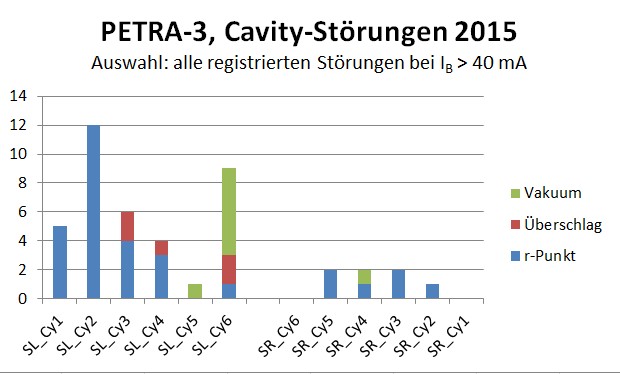 PETRA-3, Cavity-Störungen 2015
Auswahl: alle registrierten Störungen bei IB > 40 mA
14
12
10
8
6
4
2
0
Vakuum
Überschlag
r-Punkt
SL_Cy1
SL_Cy2
SL_Cy3
SL_Cy4
SL_Cy5
SL_Cy6
SR_Cy6
SR_Cy5
SR_Cy4
SR_Cy3
SR_Cy2
SR_Cy1